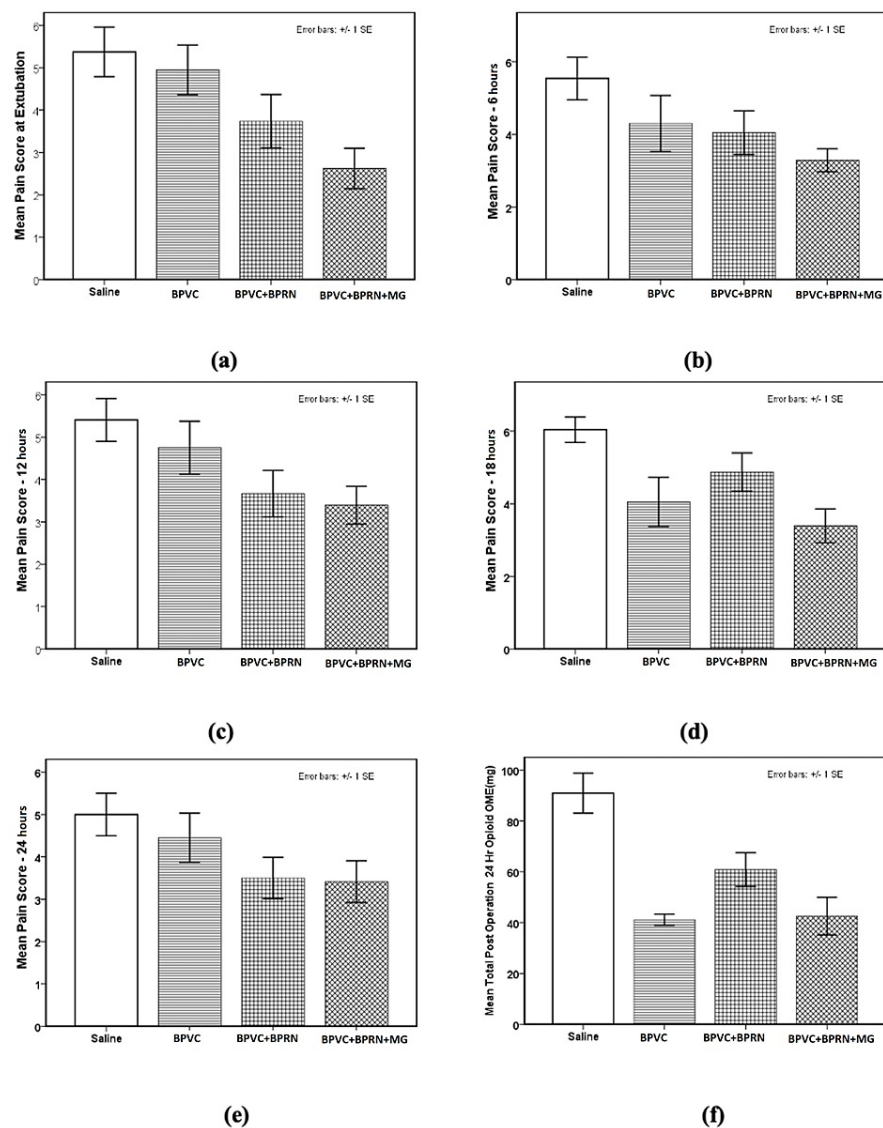 Error bars: +/- 1 SE
Mean Pain Score at Extubation
6
5
4
3
2
1
0
Saline BPVC BPVC+BPRN BPVC+BPRN+MG
(a)
Error bars: +/- 1 SE
Mean Pain Score - 6 hours
6
4
2
0
Saline BPVC BPVC+BPRN BPVC+BPRN+MG
(b)
Error bars: +/- 1 SE
Mean Pain Score - 12 hours
6
5
4
3
2
1
0
Saline BPVC BPVC+BPRN BPVC+BPRN+MG
(c)
Error bars: +/- 1 SE
Mean Pain Score - 18 hours
6
4
2
0
Saline BPVC BPVC+BPRN BPVC+BPRN+MG
(d)
Error bars: +/- 1 SE
Mean Pain Score - 24 hours
6
5
4
3
2
1
0
Saline BPVC BPVC+BPRN BPVC+BPRN+MG
(e)
Error bars: +/- 1 SE
Mean Total Post Operation 24 Hr Opioid OME(mg)
100
80
60
40
20
0
Saline BPVC BPVC+BPRN BPVC+BPRN+MG
(f)